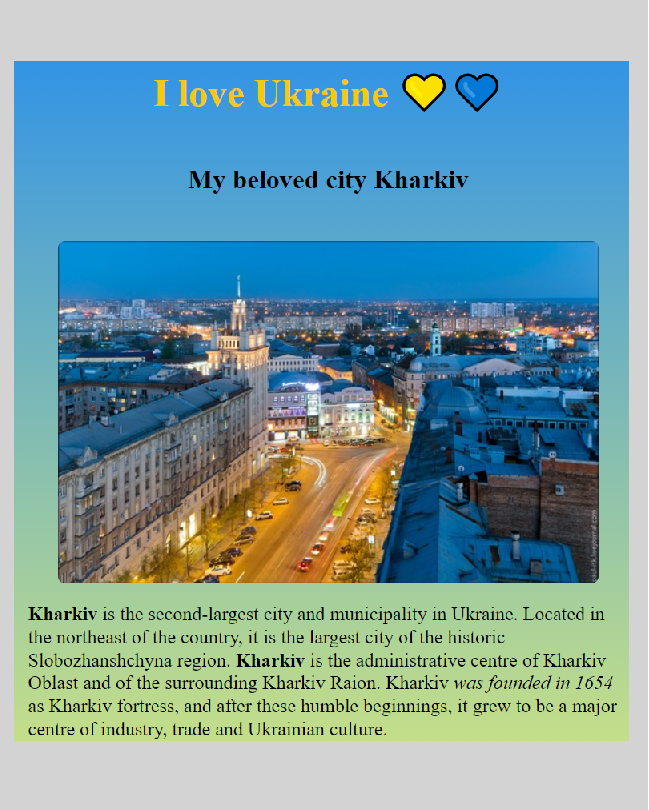 I love Ukraine 💛 💙
My beloved city Kharkiv
Kharkiv is the second-largest city and municipality in Ukraine. Located in
the northeast of the country, it is the largest city of the historic
Slobozhanshchyna region. Kharkiv is the administrative centre of Kharkiv
Oblast and of the surrounding Kharkiv Raion. Kharkiv was founded in 1654
as Kharkiv fortress, and after these humble beginnings, it grew to be a major
centre of industry, trade and Ukrainian culture.